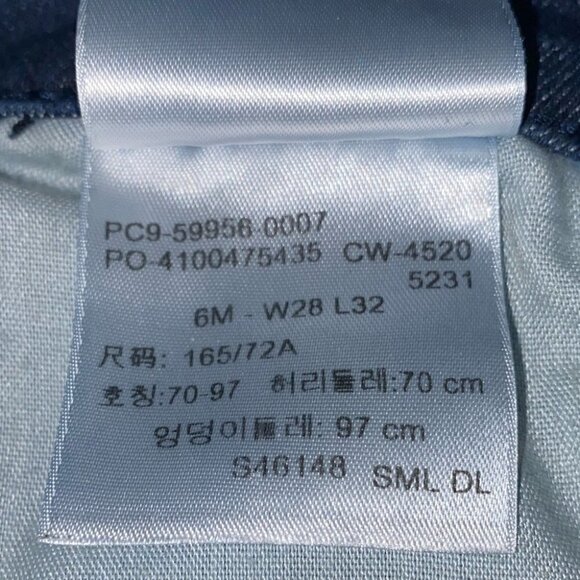 PC9-59956 0007
PO-4100475435 CW-4520
5231
6M - W28 L32
尺码: 165/72A
호칭:70-97 허리둘레:70 cm
엉덩이둘레: 97 cm
S46148 SML DL